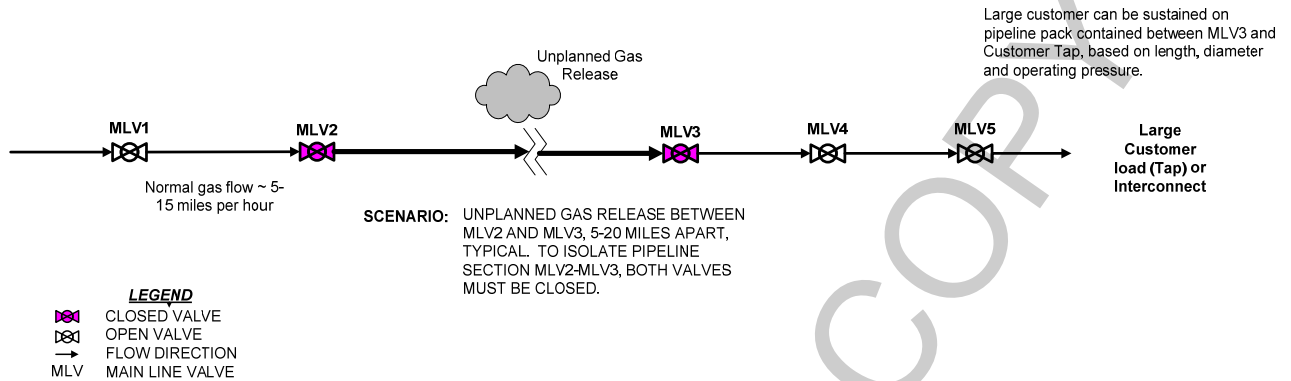 Large customer can be sustained on
pipeline pack contained between MLV3 and
Customer Tap, based on length, diameter
and operating pressure.
Unplanned Gas
Release
MLV1
MLV2
MLV3
MLV4
MLV5
Large
Customer
load (Tap) or
Interconnect
Normal gas flow ~ 5-
15 miles per hour
SCENARIO: UNPLANNED GAS RELEASE BETWEEN
MLV2 AND MLV3, 5-20 MILES APART,
TYPICAL. TO ISOLATE PIPELINE
SECTION MLV2-MLV3, BOTH VALVES
MUST BE CLOSED.
LEGEND
CLOSED VALVE
OPEN VALVE
FLOW DIRECTION
MLV MAIN LINE VALVE
COPY